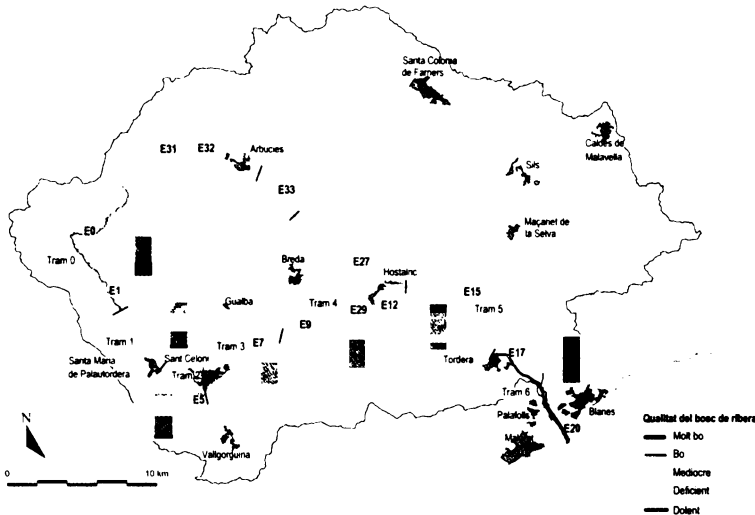 Santa Coloma
de Farners
Caldes de
Malavella
Arbucies
E31
E32
Sils
E33
Maçanet de
la Selva
E0
Tram 0
Breda
E27
Hostalric
E1
Gualba
Tram 4
E29
E12
E15
Tram 5
Tram 1
E9
E7
Tram 3
Sant Celoni
Santa Maria
de Palautordera
Tram 2
E5
Tordera
E17
Tram 6
Palafolls
Blanes
E20
Vallgorguina
N
0
10 km
Qualitat del bosc de ribera
Molt bo
Bo
Mediocre
Deficient
Dolent